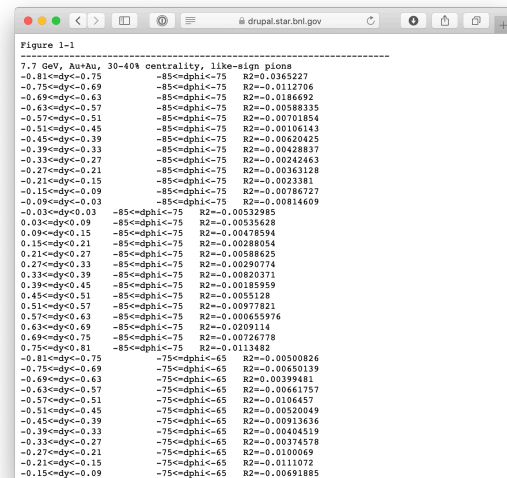 drupal.star.bnl.gov
Figure 1-1
------------------------------------------------------------------
7.7 GeV, Au+Au, 30-40% centrality, like-sign pions
-0.81<=dy<-0.75 -85<=dphi<-75 R2=0.0365227
-0.75<=dy<-0.69 -85<=dphi<-75 R2=-0.0112706
-0.69<=dy<-0.63 -85<=dphi<-75 R2=-0.0186692
-0.63<=dy<-0.57 -85<=dphi<-75 R2=-0.00588335
-0.57<=dy<-0.51 -85<=dphi<-75 R2=-0.00701854
-0.51<=dy<-0.45 -85<=dphi<-75 R2=-0.00106143
-0.45<=dy<-0.39 -85<=dphi<-75 R2=-0.00620425
-0.39<=dy<-0.33 -85<=dphi<-75 R2=-0.00428837
-0.33<=dy<-0.27 -85<=dphi<-75 R2=-0.00242463
-0.27<=dy<-0.21 -85<=dphi<-75 R2=-0.00363128
-0.21<=dy<-0.15 -85<=dphi<-75 R2=-0.0023381
-0.15<=dy<-0.09 -85<=dphi<-75 R2=-0.00786727
-0.09<=dy<-0.03 -85<=dphi<-75 R2=-0.00814609
-0.03<=dy<0.03 -85<=dphi<-75 R2=-0.00532985
0.03<=dy<0.09 -85<=dphi<-75 R2=-0.00535628
0.09<=dy<0.15 -85<=dphi<-75 R2=-0.00478594
0.15<=dy<0.21 -85<=dphi<-75 R2=-0.00288054
0.21<=dy<0.27 -85<=dphi<-75 R2=-0.00588625
0.27<=dy<0.33 -85<=dphi<-75 R2=-0.00290774
0.33<=dy<0.39 -85<=dphi<-75 R2=-0.00820371
0.39<=dy<0.45 -85<=dphi<-75 R2=-0.00185959
0.45<=dy<0.51 -85<=dphi<-75 R2=-0.0055128
0.51<=dy<0.57 -85<=dphi<-75 R2=-0.00977821
0.57<=dy<0.63 -85<=dphi<-75 R2=-0.000655976
0.63<=dy<0.69 -85<=dphi<-75 R2=-0.0209114
0.69<=dy<0.75 -85<=dphi<-75 R2=-0.00726778
0.75<=dy<0.81 -85<=dphi<-75 R2=-0.0113482
-0.81<=dy<-0.75 -75<=dphi<-65 R2=-0.00500826
-0.75<=dy<-0.69 -75<=dphi<-65 R2=-0.00650139
-0.69<=dy<-0.63 -75<=dphi<-65 R2=0.00399481
-0.63<=dy<-0.57 -75<=dphi<-65 R2=-0.00661757
-0.57<=dy<-0.51 -75<=dphi<-65 R2=-0.0106457
-0.51<=dy<-0.45 -75<=dphi<-65 R2=-0.00520049
-0.45<=dy<-0.39 -75<=dphi<-65 R2=-0.00913636
-0.39<=dy<-0.33 -75<=dphi<-65 R2=-0.00404519
-0.33<=dy<-0.27 -75<=dphi<-65 R2=-0.00374578
-0.27<=dy<-0.21 -75<=dphi<-65 R2=-0.0100069
-0.21<=dy<-0.15 -75<=dphi<-65 R2=-0.0111072
-0.15<=dy<-0.09 -75<=dphi<-65 R2=-0.00691885